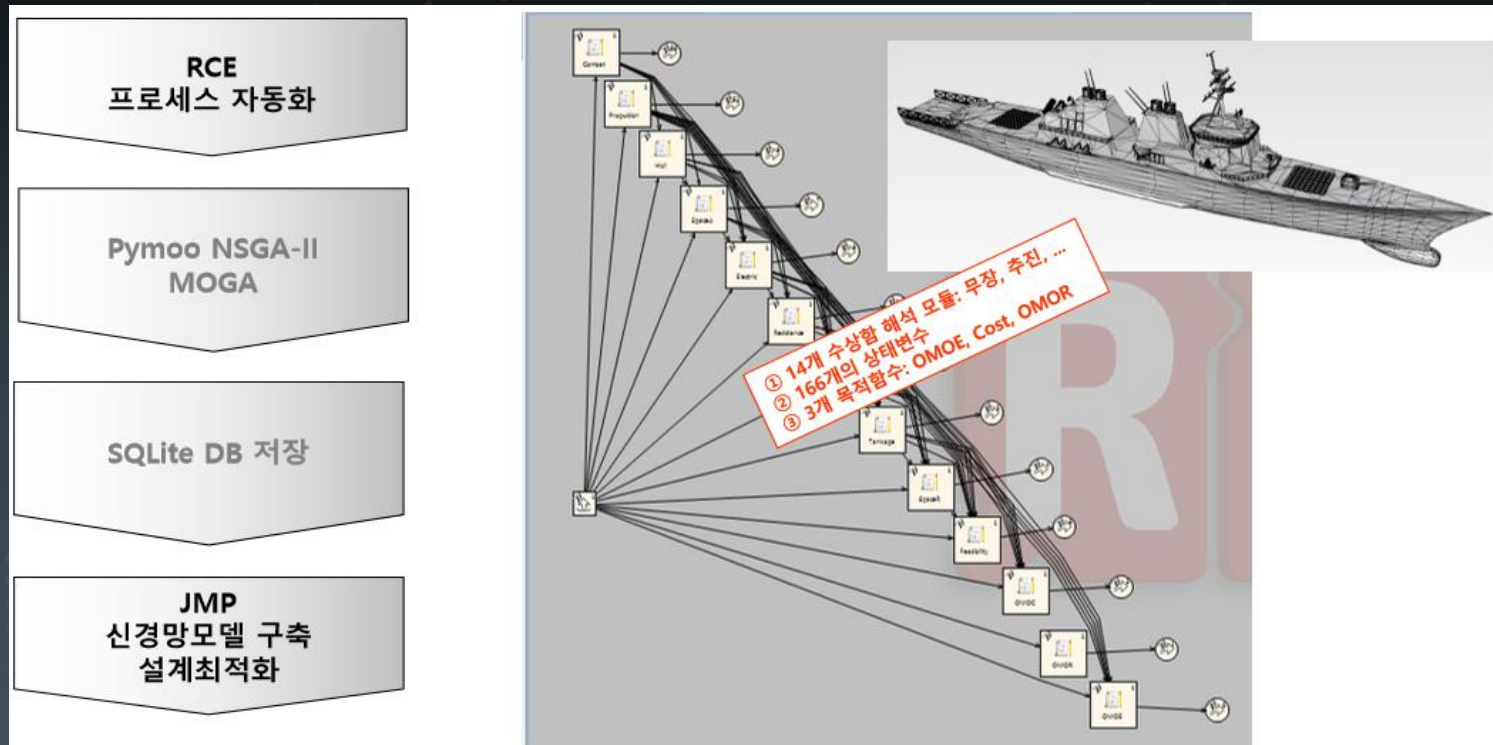 RCE
프로세스 자동화
Pymoo NSGA-II
MOGA
SQLite DB 저장
JMP
신경망모델 구축
설계최적화
Combat
Propulsion
Hull
Electric
Resistance
① 14개 수상함 해석 모듈: 무장, 추진, ...
② 166개의 상태변수
③ 3개 목적함수: OMOE, Cost, OMOR
Tankage
Feasibility
OMOE
OMOR
OMOE
R